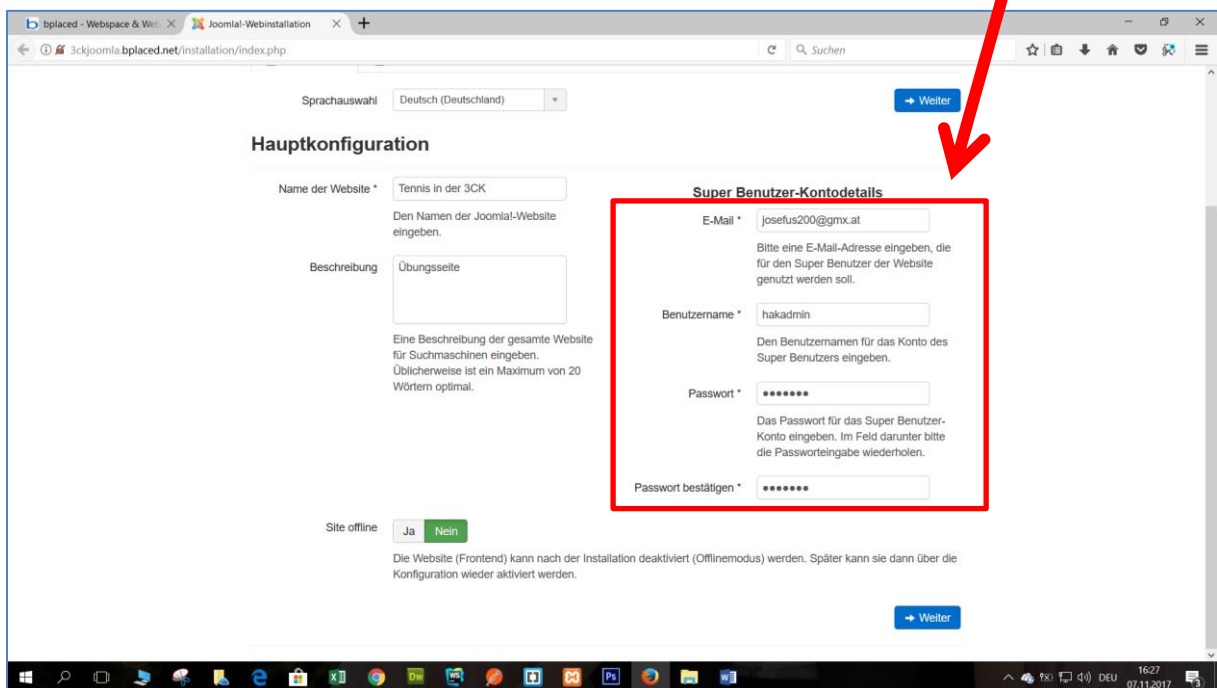 bplaced - Webspace & Web
Joomla!-Webinstallation
3ckjoomla.bplaced.net/installation/index.php
Suchen
Sprachauswahl
Deutsch (Deutschland)
Weiter
Hauptkonfiguration
Name der Website *
Tennis in der 3CK
Den Namen der Joomla!-Website
eingeben.
Beschreibung
Übungsseite
Eine Beschreibung der gesamte Website
für Suchmaschinen eingeben.
Üblicherweise ist ein Maximum von 20
Wörtern optimal.
Super Benutzer-Kontodetails
E-Mail *
josefus200@gmx.at
Bitte eine E-Mail-Adresse eingeben, die
für den Super Benutzer der Website
genutzt werden soll.
Benutzername *
hakadmin
Den Benutzernamen für das Konto des
Super Benutzers eingeben.
Passwort *
•••••••
Das Passwort für das Super Benutzer-
Konto eingeben. Im Feld darunter bitte
die Passworteingabe wiederholen.
Passwort bestätigen *
•••••••
Site offline
Ja
Nein
Die Website (Frontend) kann nach der Installation deaktiviert (Offlinemodus) werden. Später kann sie dann über die
Konfiguration wieder aktiviert werden.
Weiter
DEU
16:27
07.11.2017